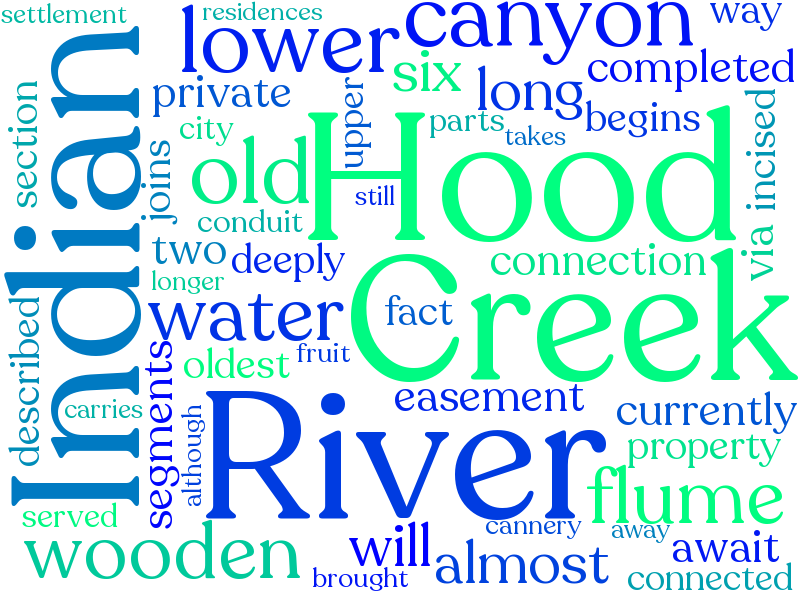 settlement
residences
lower
canyon
way
six
completed
private
long
section
city
upper
parts
begins
takes
incised
Indian
joins
old
Hood
still
conduit
two
deeply
connection
via
longer
water
Creek
fact
described
oldest
fruit
segments
carries
easement
currently
although
River
property
flume
served
wooden
cannery
away
will
almost
await
brought
connected